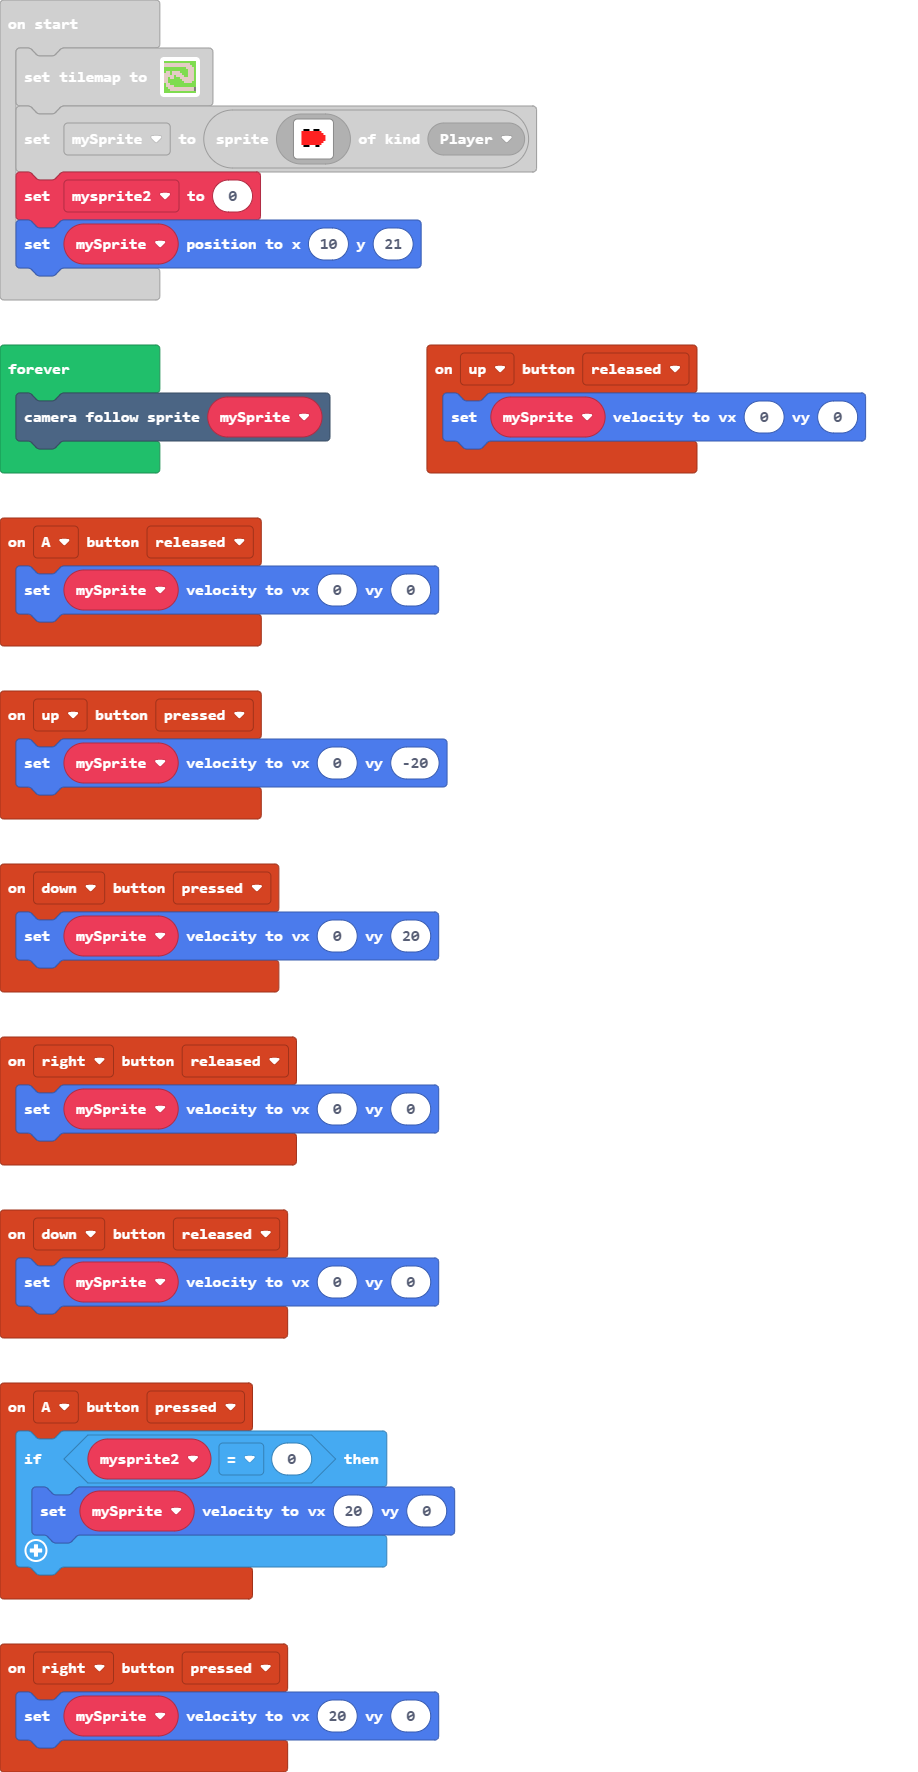 on start
set tilemap to
set mySprite to sprite of kind Player
set mysprite2 to 0
set mySprite position to x 10 y 21
forever
camera follow sprite mySprite
on up button released
set mySprite velocity to vx 0 vy 0
on A button released
set mySprite velocity to vx 0 vy 0
on up button pressed
set mySprite velocity to vx 0 vy -20
on down button pressed
set mySprite velocity to vx 0 vy 20
on right button released
set mySprite velocity to vx 0 vy 0
on down button released
set mySprite velocity to vx 0 vy 0
on A button pressed
if mysprite2 = 0 then
set mySprite velocity to vx 20 vy 0
on right button pressed
set mySprite velocity to vx 20 vy 0